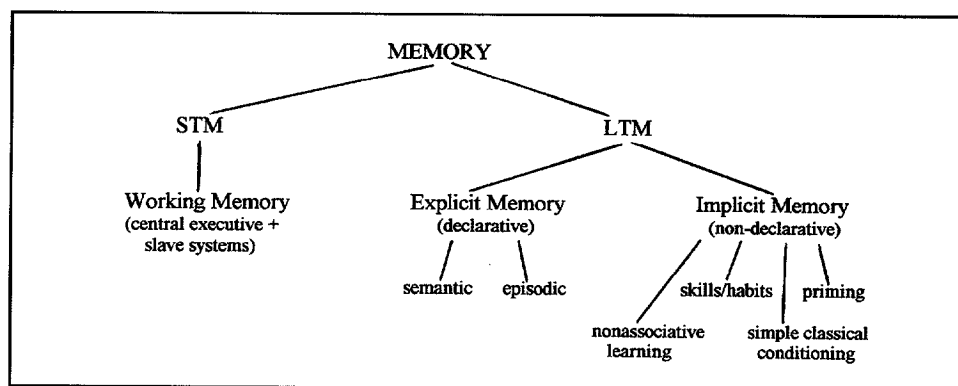 MEMORY
STM
LTM
Working Memory
(central executive +
slave systems)
Explicit Memory
(declarative)
Implicit Memory
(non-declarative)
semantic
episodic
skills/habits
priming
nonassociative
learning
simple classical
conditioning